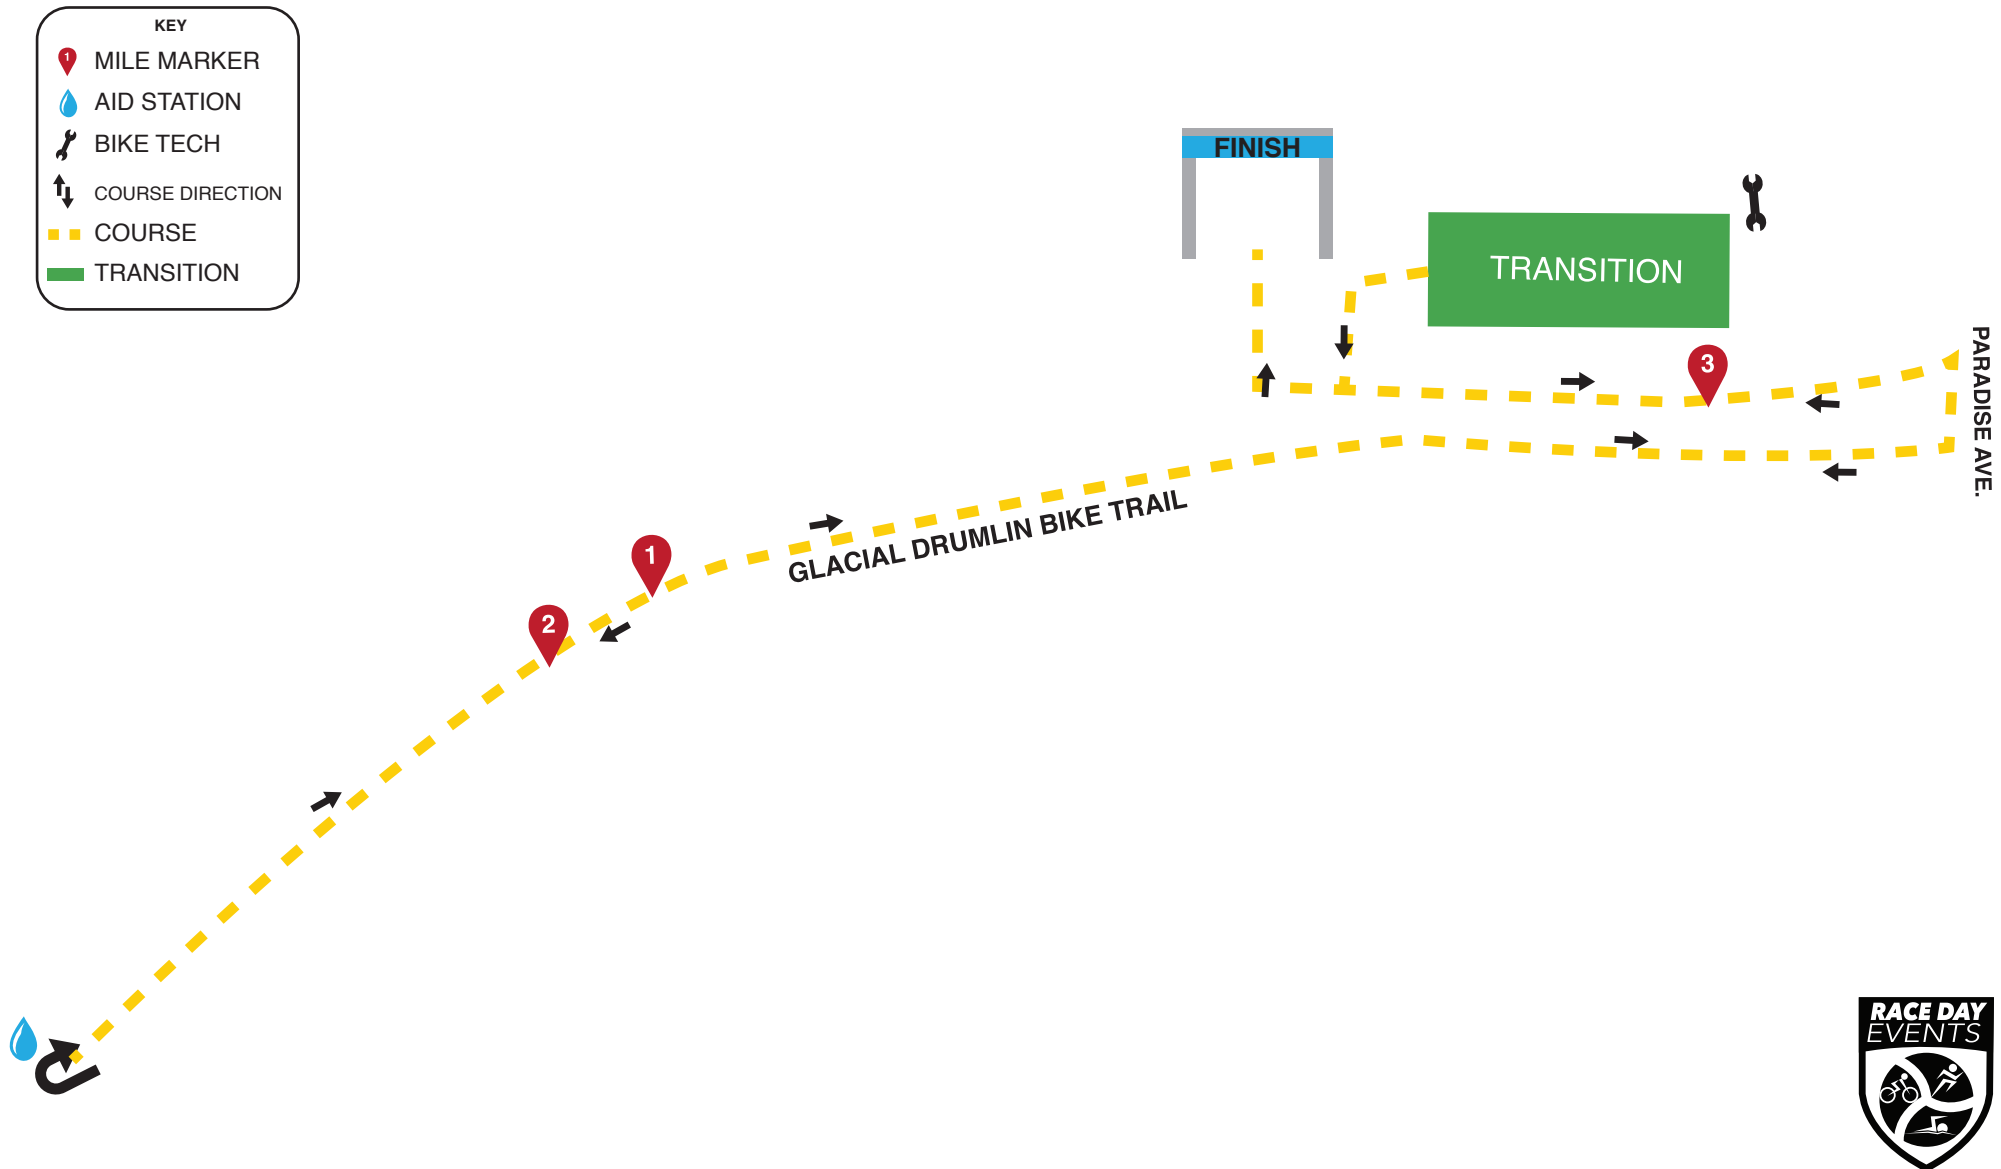 KEY
1
MILE MARKER
AID STATION
BIKE TECH
COURSE DIRECTION
COURSE
TRANSITION
FINISH
TRANSITION
3
PARADISE AVE.
GLACIAL DRUMLIN BIKE TRAIL
1
2
RACE DAY
EVENTS